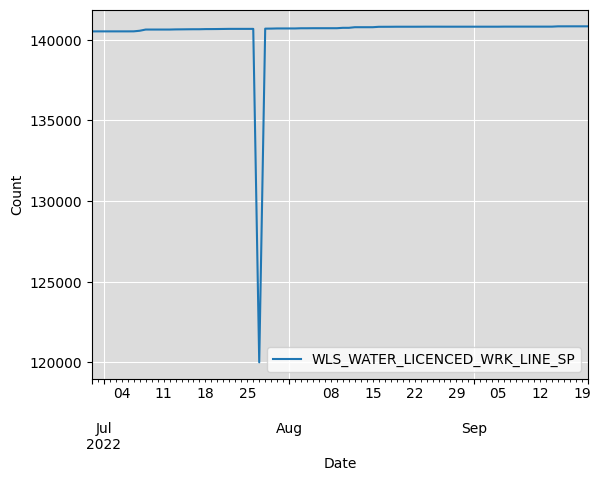 140000
135000
130000
125000
120000
Count
WLS_WATER_LICENCED_WRK_LINE_SP
04 11 18 25 08 15 22 29 05 12 19
Jul Aug Sep
2022
Date